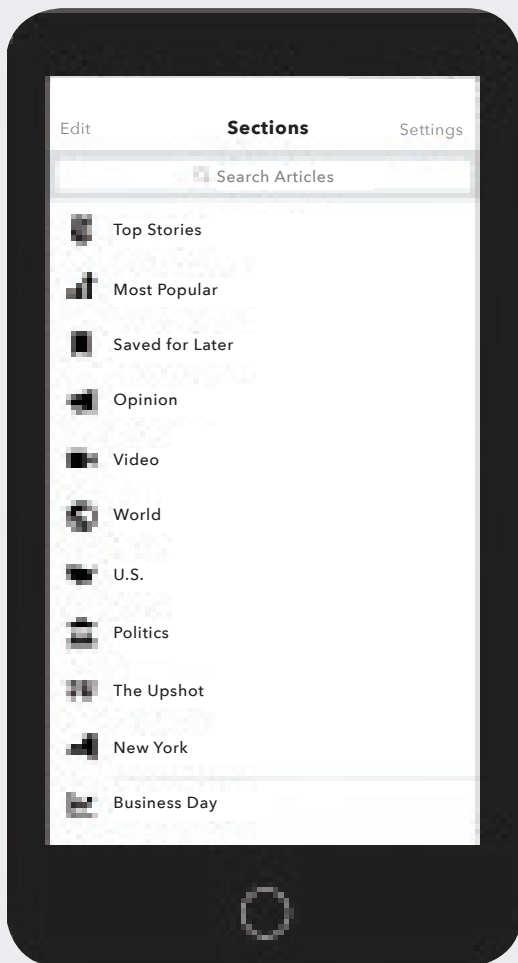 Edit Sections Settings
Search Articles
Top Stories
Most Popular
Saved for Later
Opinion
Video
World
U.S.
Politics
The Upshot
New York
Business Day